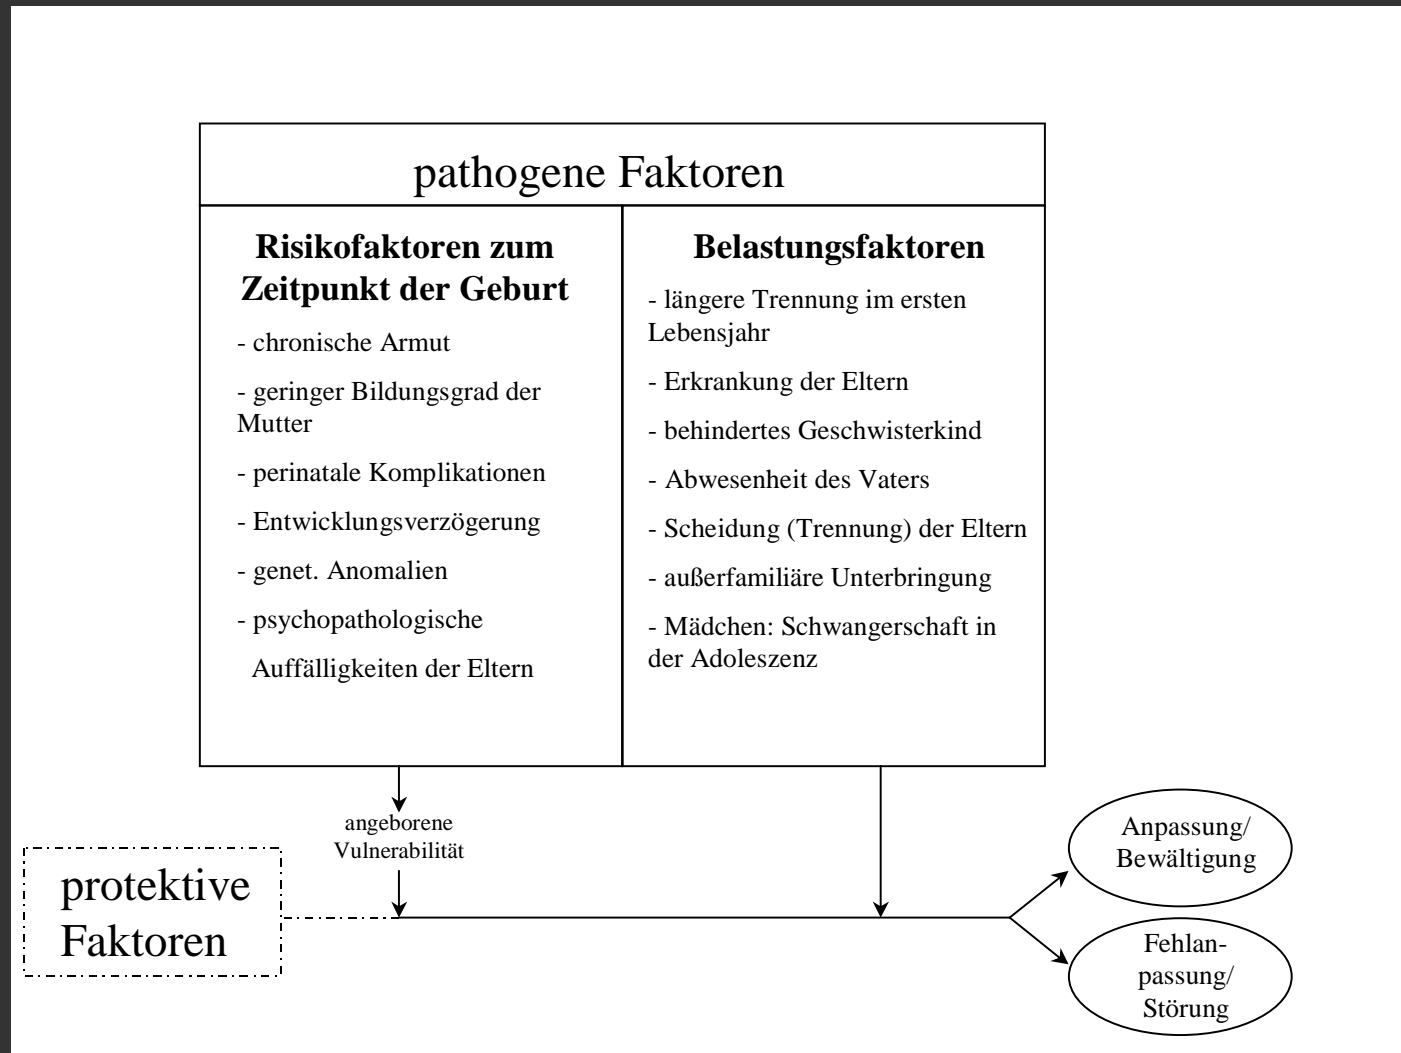 pathogene Faktoren
Risikofaktoren zum
Zeitpunkt der Geburt
- chronische Armut
- geringer Bildungsgrad der
Mutter
- perinatale Komplikationen
- Entwicklungsverzögerung
- genet. Anomalien
- psychopathologische
Auffälligkeiten der Eltern
Belastungsfaktoren
- längere Trennung im ersten
Lebensjahr
- Erkrankung der Eltern
- behindertes Geschwisterkind
- Abwesenheit des Vaters
- Scheidung (Trennung) der Eltern
- außerfamiliäre Unterbringung
- Mädchen: Schwangerschaft in
der Adoleszenz
angeborene
Vulnerabilität
protektive
Faktoren
Anpassung/
Bewältigung
Fehlan-
passung/
Störung